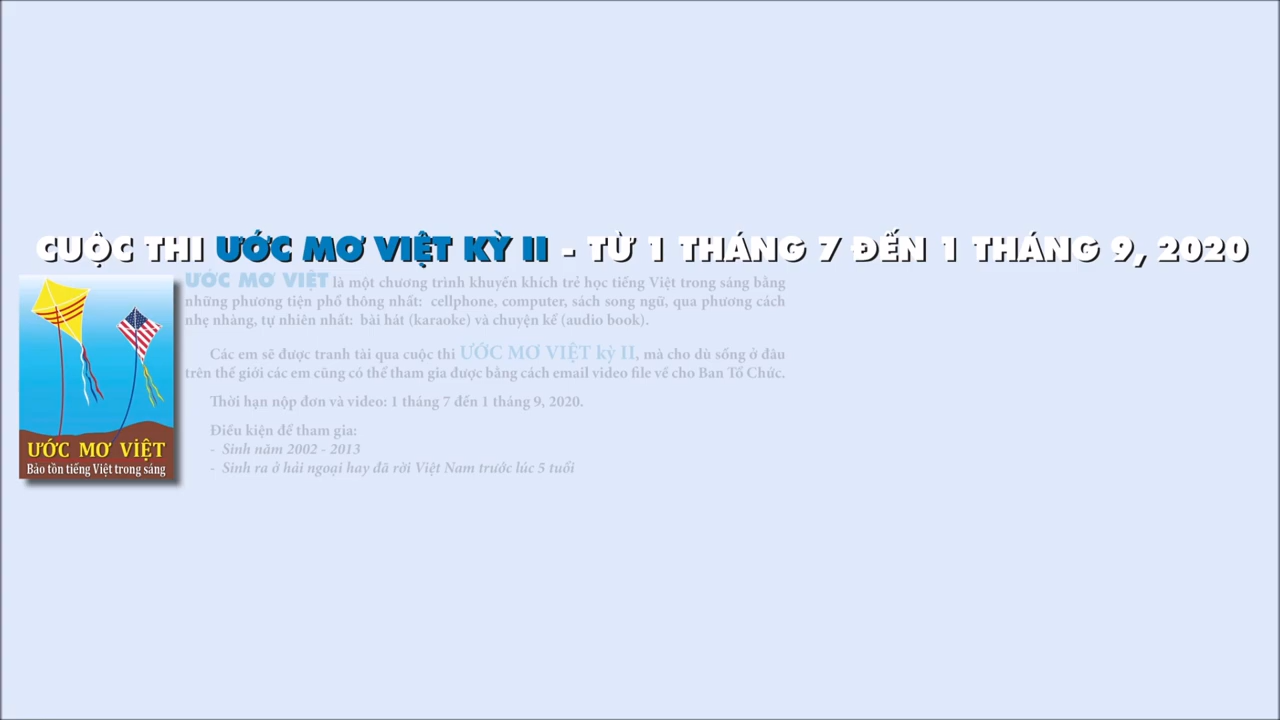 CUỘC THI ƯỚC MƠ VIỆT KỲ II - TỪ 1 THÁNG 7 ĐẾN 1 THÁNG 9, 2020
ƯỚC MƠ VIỆT là một chương trình khuyến khích trẻ học tiếng Việt trong sáng bằng
những phương tiện phổ thông nhất: cellphone, computer, sách song ngữ, qua phương cách
nhẹ nhàng, tự nhiên nhất: bài hát (karaoke) và chuyện kể (audio book).
Các em sẽ được tranh tài qua cuộc thi ƯỚC MƠ VIỆT kỳ II, mà cho dù sống ở đâu
trên thế giới các em cũng có thể tham gia được bằng cách email video file về cho Ban Tổ Chức.
Thời hạn nộp đơn và video: 1 tháng 7 đến 1 tháng 9, 2020.
Điều kiện để tham gia:
- Sinh năm 2002 - 2013
- Sinh ra ở hải ngoại hay đã rời Việt Nam trước lúc 5 tuổi
ƯỚC MƠ VIỆT
Bảo tồn tiếng Việt trong sáng